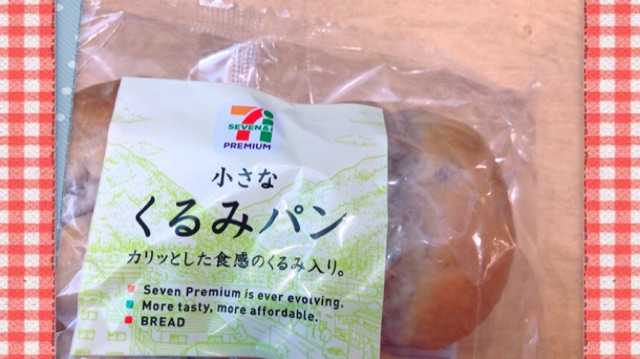 SEVEN&i
PREMIUM
小さな
くるみパン
カリッとした食感のくるみ入り。
Seven Premium is ever evolving.
More tasty, more affordable.
BREAD